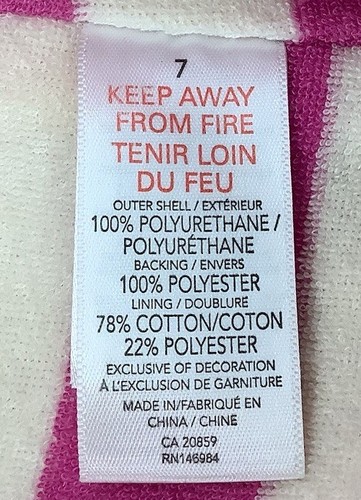 7
KEEP AWAY
FROM FIRE
TENIR LOIN
DU FEU
OUTER SHELL / EXTÉRIEUR
100% POLYURETHANE /
POLYURÉTHANE
BACKING / ENVERS
100% POLYESTER
LINING / DOUBLURE
78% COTTON/COTON
22% POLYESTER
EXCLUSIVE OF DECORATION
À L'EXCLUSION DE GARNITURE
MADE IN/FABRIQUÉ EN
CHINA / CHINE
CA 20859
RN146984